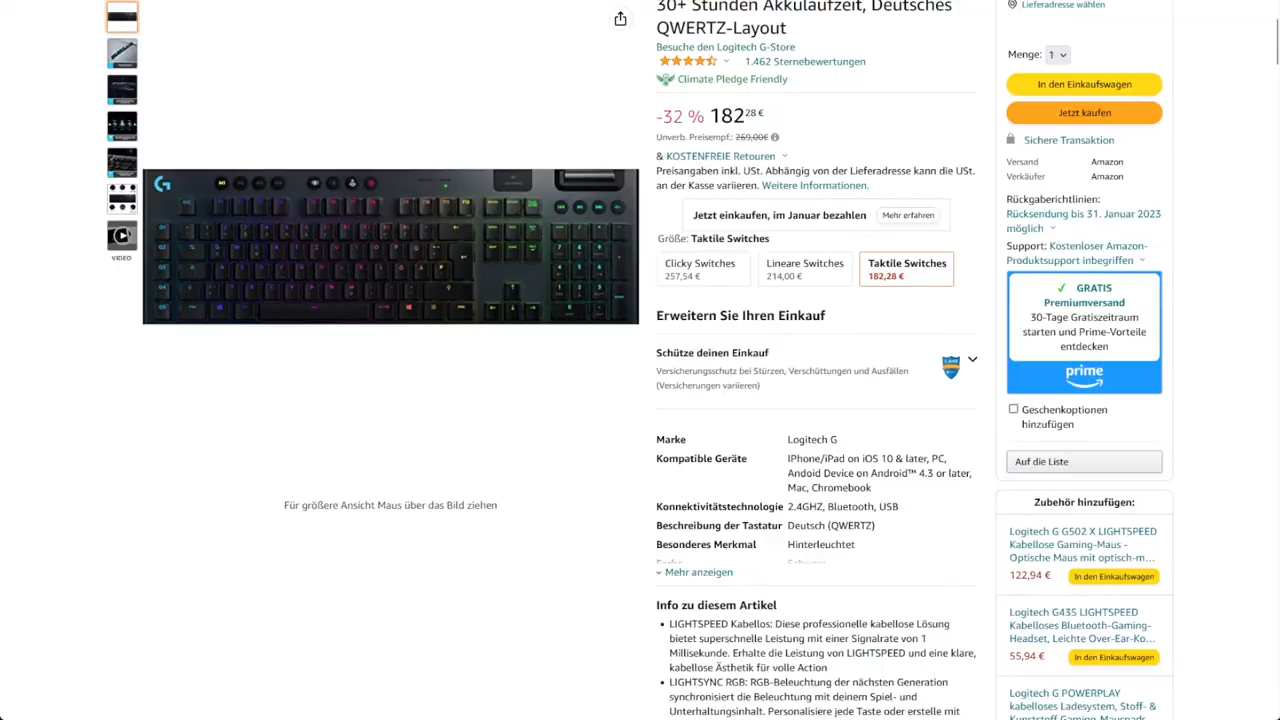 30+ Stunden Akkulaufzeit, Deutsches
QWERTZ-Layout
Besuche den Logitech G-Store
1.462 Sternebewertungen
Climate Pledge Friendly
-32 % 182 28 €
Unverb. Preisempf.: 269,00€
& KOSTENFREIE Retouren
Preisangaben inkl. USt. Abhängig von der Lieferadresse kann die USt.
an der Kasse variieren. Weitere Informationen.
Jetzt einkaufen, im Januar bezahlen Mehr erfahren
Größe: Taktile Switches
Clicky Switches
257,54 €
Lineare Switches
214,00 €
Taktile Switches
182,28 €
Erweitern Sie Ihren Einkauf
Schütze deinen Einkauf
Versicherungsschutz bei Stürzen, Verschüttungen und Ausfällen
(Versicherungen variieren)
Marke Logitech G
Kompatible Geräte IPhone/iPad on iOS 10 & later, PC,
Andoid Device on Android™ 4.3 or later,
Mac, Chromebook
Konnektivitätstechnologie 2.4GHZ, Bluetooth, USB
Beschreibung der Tastatur Deutsch (QWERTZ)
Besonderes Merkmal Hinterleuchtet
Farbe Schwarz
Mehr anzeigen
Info zu diesem Artikel
• LIGHTSPEED Kabellos: Diese professionelle kabellose Lösung
bietet superschnelle Leistung mit einer Signalrate von 1
Millisekunde. Erhalte die Leistung von LIGHTSPEED und eine klare,
kabellose Ästhetik für volle Action
• LIGHTSYNC RGB: RGB-Beleuchtung der nächsten Generation
synchronisiert die Beleuchtung mit deinem Spiel- und
Unterhaltungsinhalt. Personalisiere jede Taste oder erstelle mit
VIDEO
Für größere Ansicht Maus über das Bild ziehen
Lieferadresse wählen
Menge: 1
In den Einkaufswagen
Jetzt kaufen
Sichere Transaktion
Versand Amazon
Verkäufer Amazon
Rückgaberichtlinien:
Rücksendung bis 31. Januar 2023
möglich
Support: Kostenloser Amazon-
Produktsupport inbegriffen
✓ GRATIS
Premiumversand
30-Tage Gratiszeitraum
starten und Prime-Vorteile
entdecken
prime
Geschenkoptionen
hinzufügen
Auf die Liste
Zubehör hinzufügen:
Logitech G G502 X LIGHTSPEED
Kabellose Gaming-Maus -
Optische Maus mit optisch-m...
122,94 € In den Einkaufswagen
Logitech G435 LIGHTSPEED
Kabelloses Bluetooth-Gaming-
Headset, Leichte Over-Ear-Ko...
55,94 € In den Einkaufswagen
Logitech G POWERPLAY
kabelloses Ladesystem, Stoff- &
Kunststoff Gaming-Mauspads